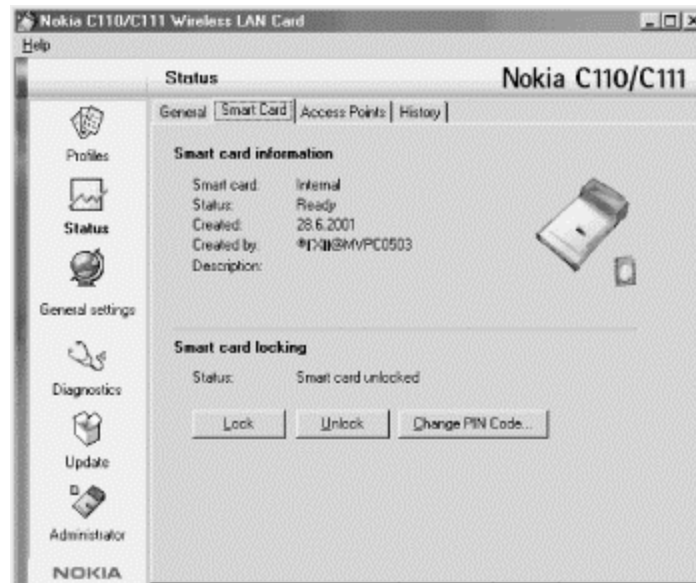 Nokia C110/C111 Wireless LAN Card
Help
Status
Nokia C110/C111
General Smart Card Access Points History
Profiles
Status
General settings
Diagnostics
Update
Administrator
NOKIA
Smart card information
Smart card: Internal
Status: Ready
Created: 28.6.2001
Created by: @MVPC0503
Description:
Smart card locking
Status: Smart card unlocked
Lock Unlock Change PIN Code...